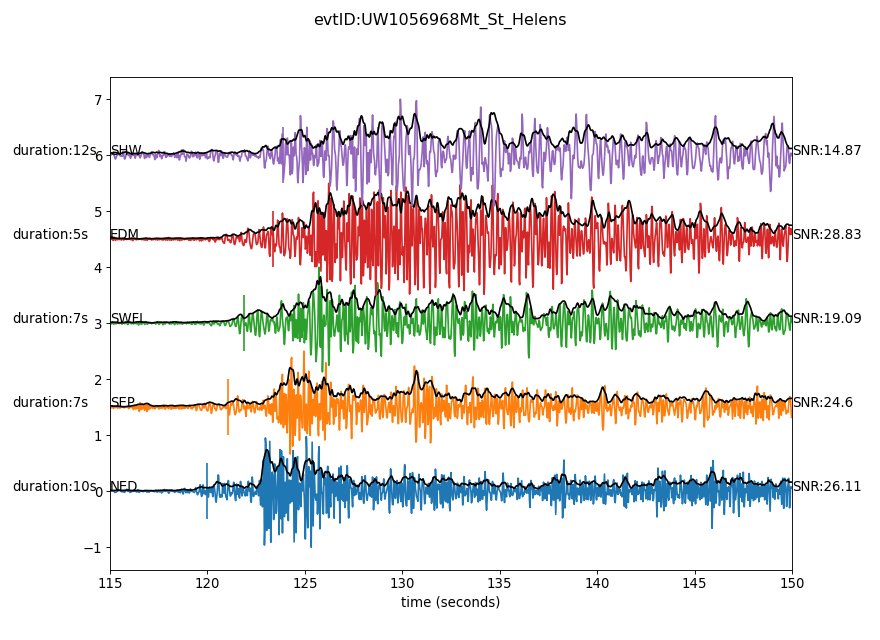 evtID:UW1056968Mt_St_Helens
7
duration:12s SHW 6 SNR:14.87
5
duration:5s EDM SNR:28.83
4
duration:7s SWFL 3 SNR:19.09
2
duration:7s SEP SNR:24.6
1
duration:10s NED 0 SNR:26.11
−1
115 120 125 130 135 140 145 150
time (seconds)